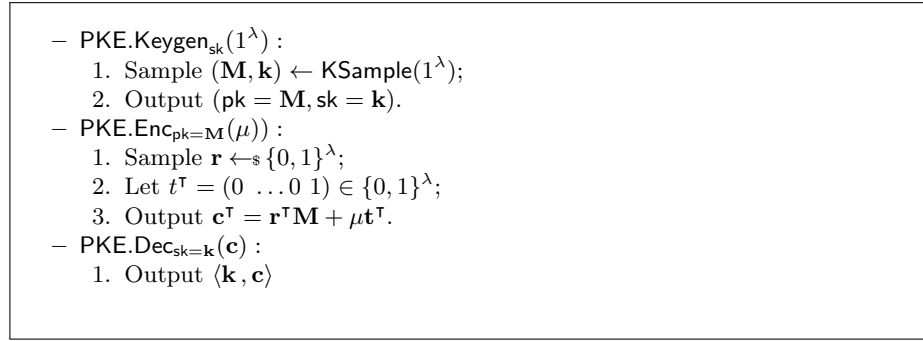 – PKE.Keygen_sk(1^λ) :
1. Sample (M, k) ← KSample(1^λ);
2. Output (pk = M, sk = k).
– PKE.Enc_pk=M(μ)) :
1. Sample r ←$ {0, 1}^λ;
2. Let t^⊺ = (0 …0 1) ∈ {0, 1}^λ;
3. Output c^⊺ = r^⊺M + μt^⊺.
– PKE.Dec_sk=k(c) :
1. Output ⟨k , c⟩